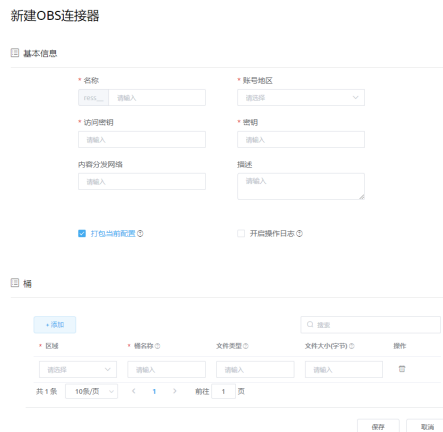 新建OBS连接器
基本信息
* 名称
* 账号地区
ress__ 请输入
请选择
* 访问密钥
* 密钥
请输入
请输入
内容分发网络
描述
请输入
请输入
打包当前配置
开启操作日志
桶
+ 添加
搜索
* 区域
* 桶名称
文件类型
文件大小(字节)
操作
请选择
请输入
请输入
请输入
共 1 条 10条/页 < 1 > 前往 1 页
保存
取消